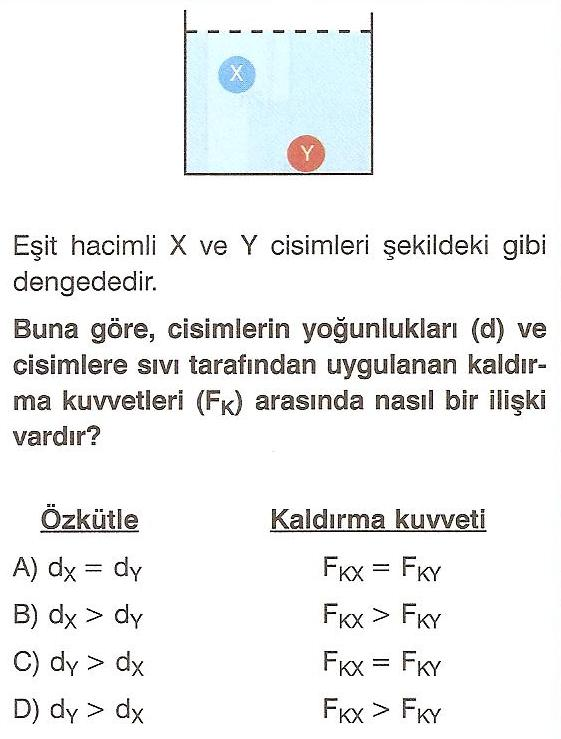 X
Y
Eşit hacimli X ve Y cisimleri şekildeki gibi
dengededir.
Buna göre, cisimlerin yoğunlukları (d) ve
cisimlere sıvı tarafından uygulanan kaldır-
ma kuvvetleri (FK) arasında nasıl bir ilişki
vardır?
Özkütle Kaldırma kuvveti
A) dX = dY FKX = FKY
B) dX > dY FKX > FKY
C) dY > dX FKX = FKY
D) dY > dX FKX > FKY